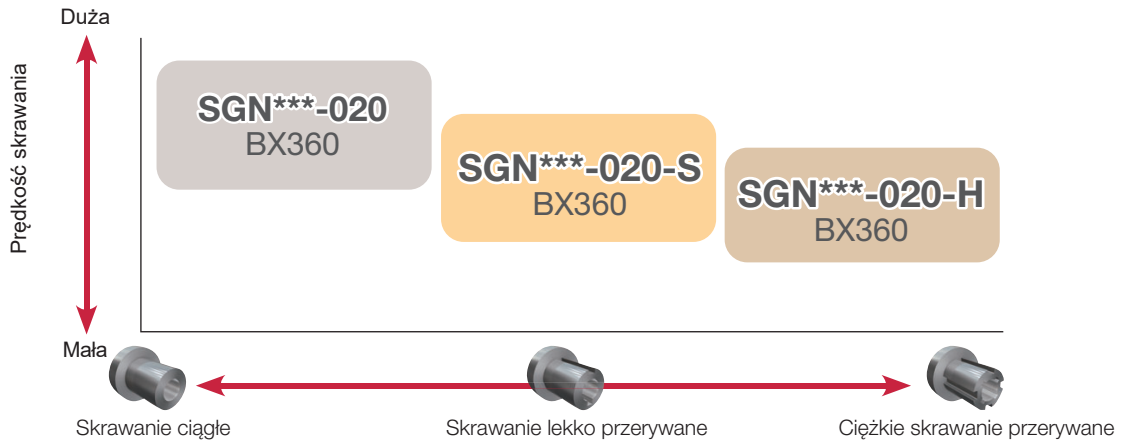 Duża
Prędkość skrawania
SGN***-020
BX360
SGN***-020-S
BX360
SGN***-020-H
BX360
Mała
Skrawanie ciągłe
Skrawanie lekko przerywane
Ciężkie skrawanie przerywane